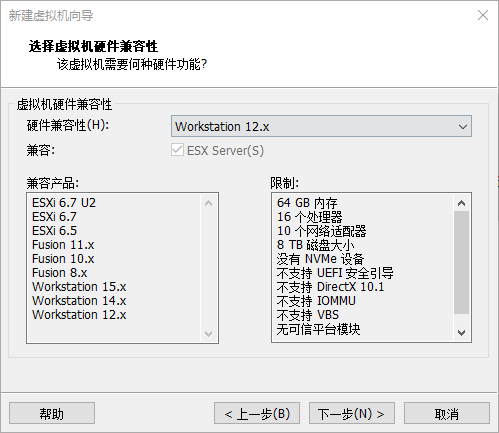 新建虚拟机向导
选择虚拟机硬件兼容性
该虚拟机需要何种硬件功能?
虚拟机硬件兼容性
硬件兼容性(H):
Workstation 12.x
兼容:
ESX Server(S)
兼容产品:
ESXi 6.7 U2
ESXi 6.7
ESXi 6.5
Fusion 11.x
Fusion 10.x
Fusion 8.x
Workstation 15.x
Workstation 14.x
Workstation 12.x
限制:
64 GB 内存
16 个处理器
10 个网络适配器
8 TB 磁盘大小
没有 NVMe 设备
不支持 UEFI 安全引导
不支持 DirectX 10.1
不支持 IOMMU
不支持 VBS
无可信平台模块
帮助
< 上一步(B)
下一步(N) >
取消